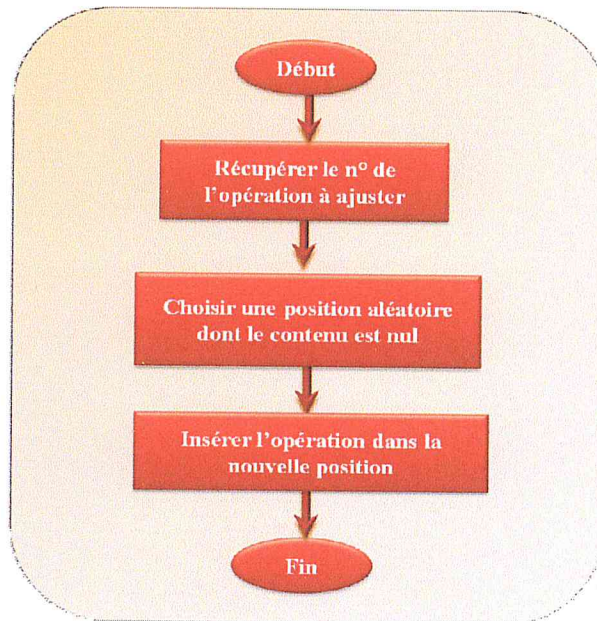 Début
Récupérer le n° de
l'opération à ajuster
Choisir une position aléatoire
dont le contenu est nul
Insérer l'opération dans la
nouvelle position
Fin